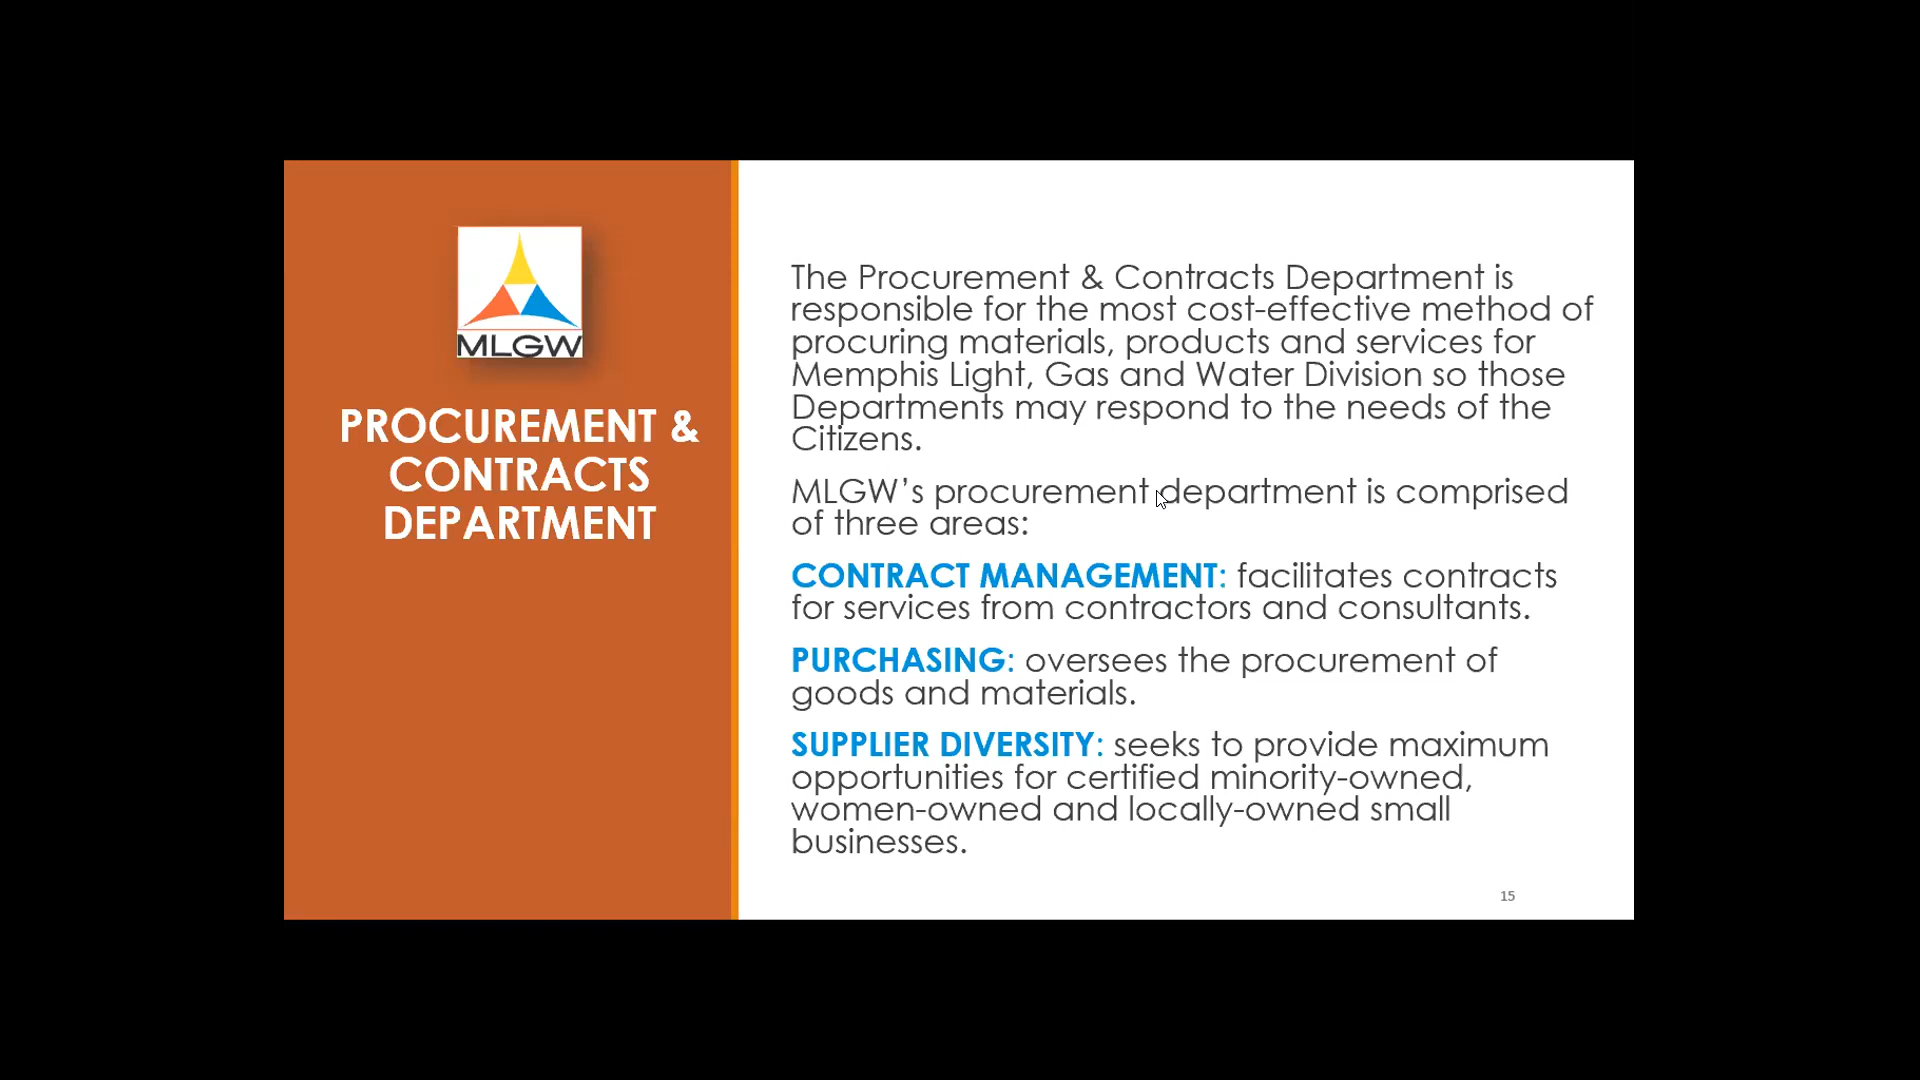 MLGW
PROCUREMENT &
CONTRACTS
DEPARTMENT
The Procurement & Contracts Department is
responsible for the most cost-effective method of
procuring materials, products and services for
Memphis Light, Gas and Water Division so those
Departments may respond to the needs of the
Citizens.
MLGW’s procurement department is comprised
of three areas:
CONTRACT MANAGEMENT: facilitates contracts
for services from contractors and consultants.
PURCHASING: oversees the procurement of
goods and materials.
SUPPLIER DIVERSITY: seeks to provide maximum
opportunities for certified minority-owned,
women-owned and locally-owned small
businesses.
15